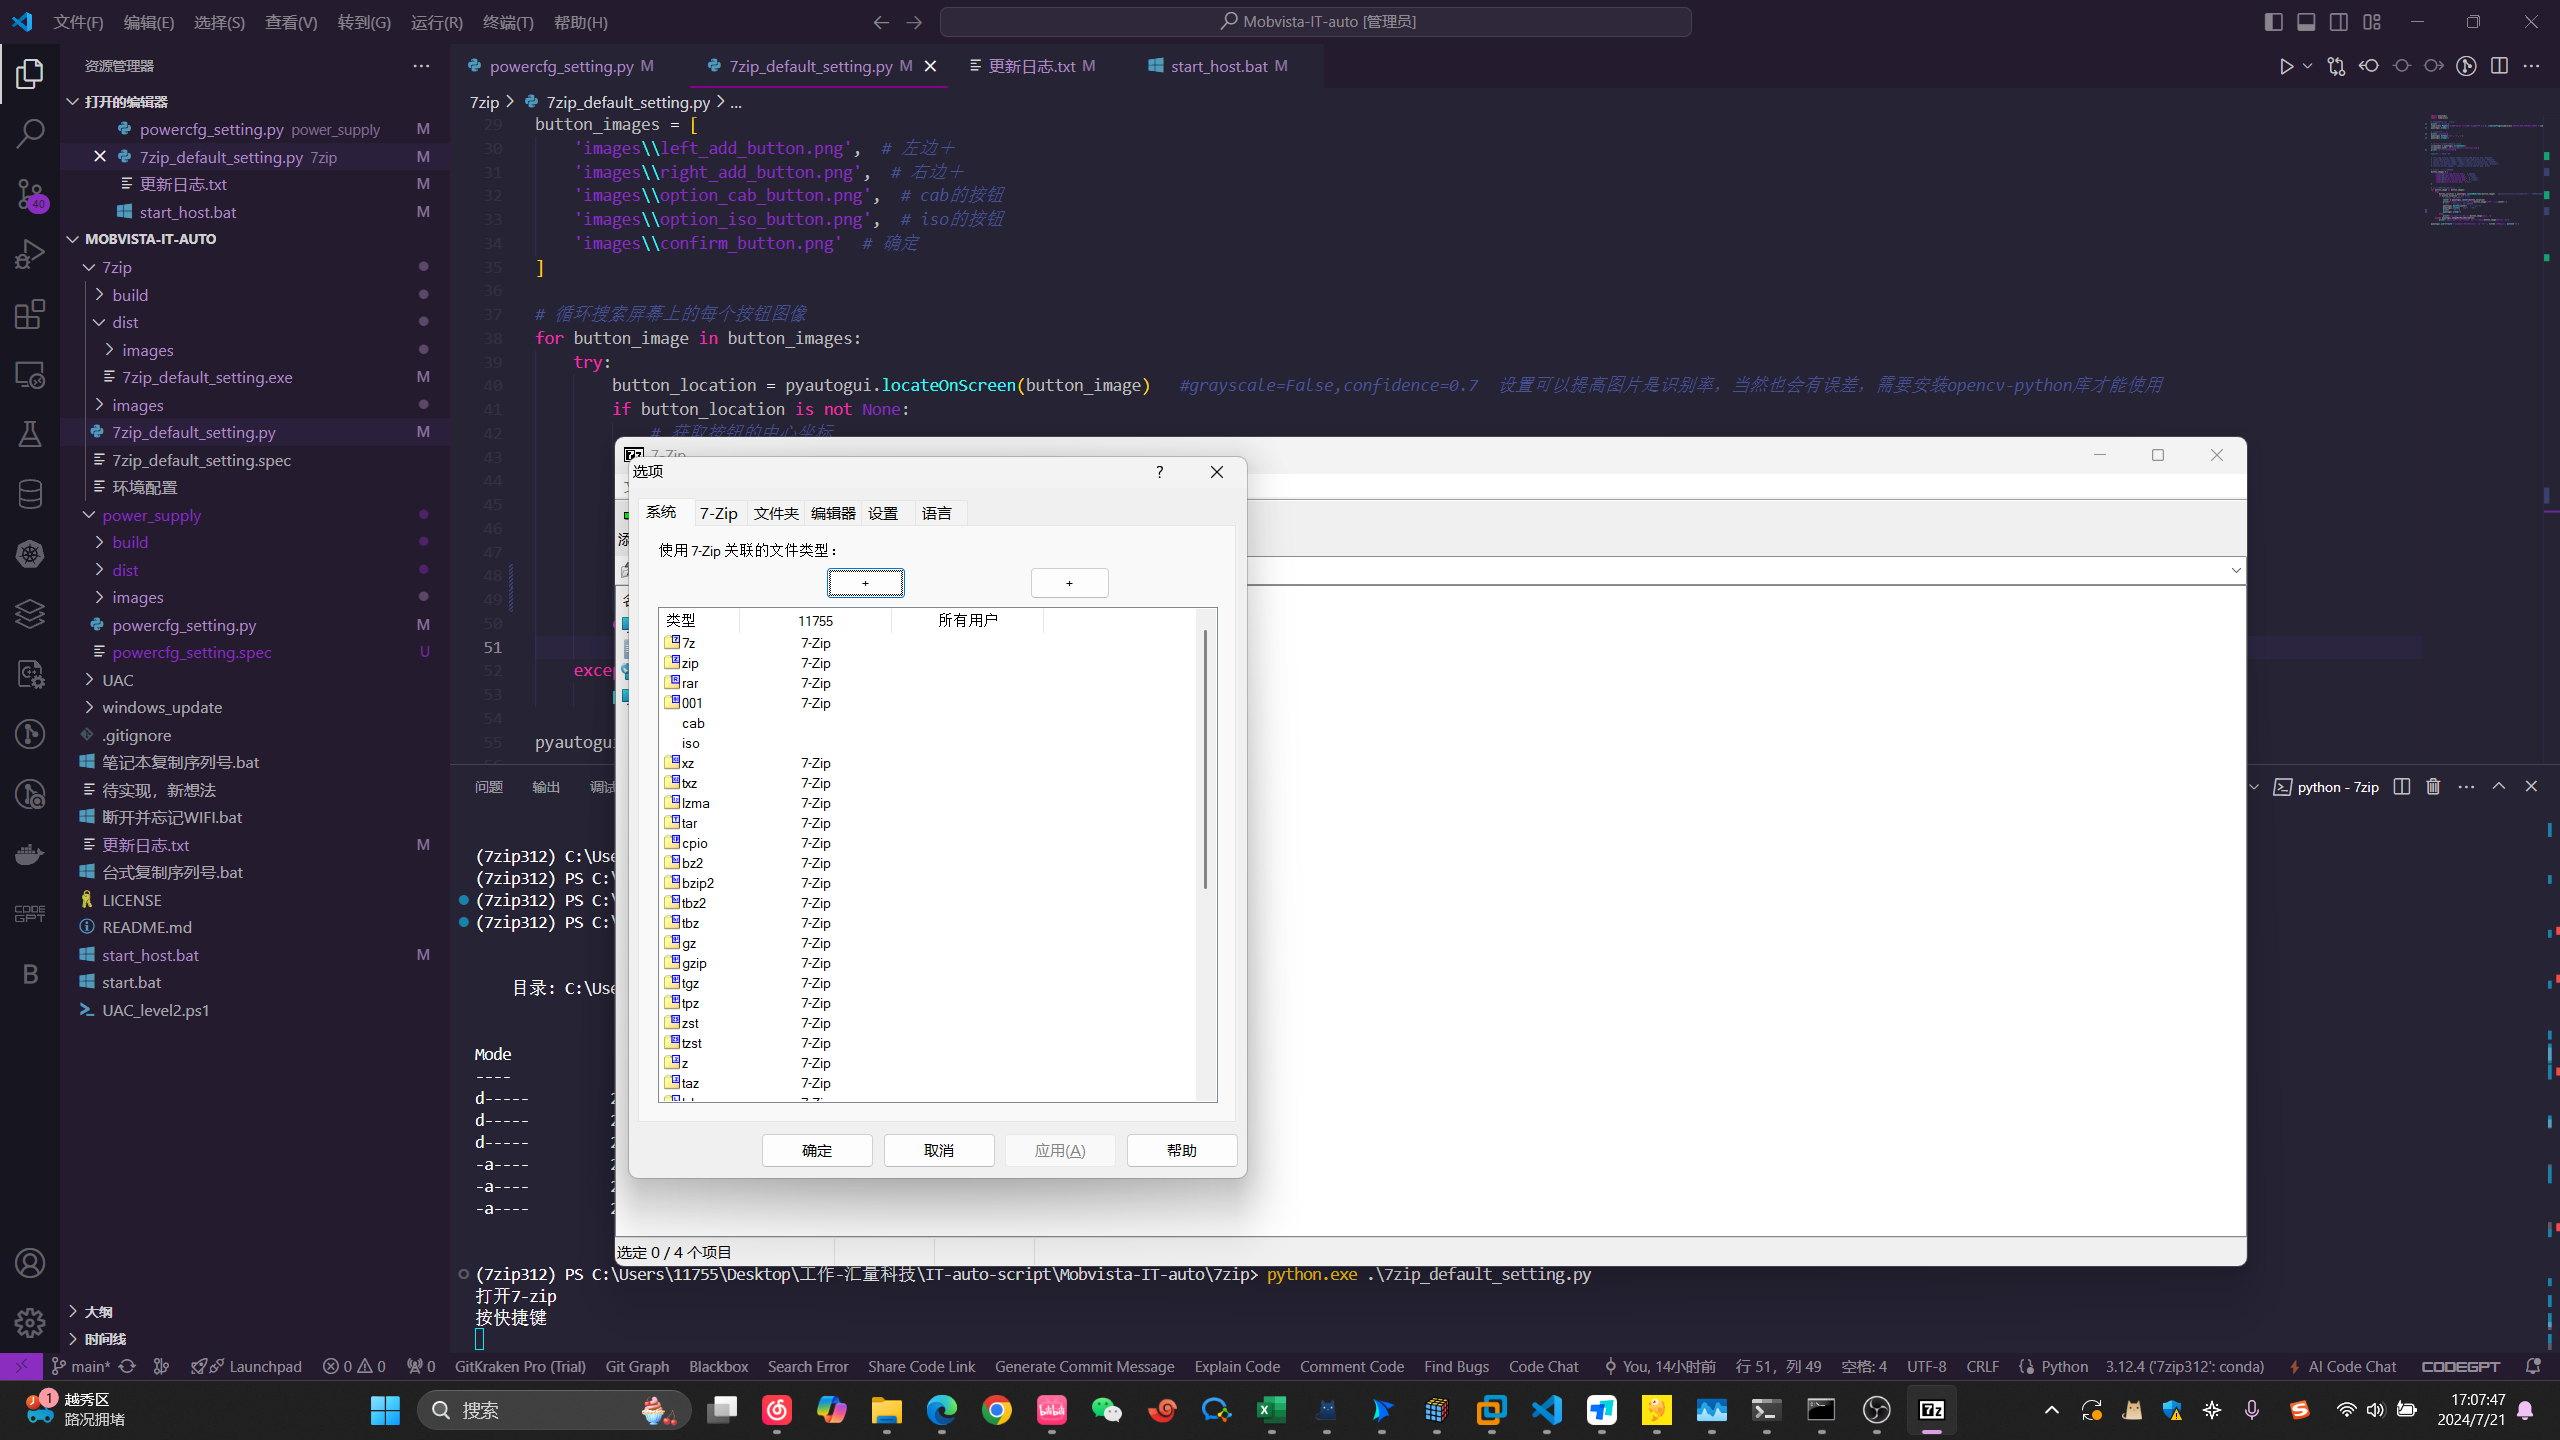 文件(F) 编辑(E) 选择(S) 查看(V) 转到(G) 运行(R) 终端(T) 帮助(H)
Mobvista-IT-auto [管理员]
资源管理器
powercfg_setting.py M
7zip_default_setting.py M
更新日志.txt M
start_host.bat M
打开的编辑器
powercfg_setting.py power_supply M
7zip_default_setting.py 7zip M
更新日志.txt M
start_host.bat M
MOBVISTA-IT-AUTO
7zip
build
dist
images
7zip_default_setting.exe M
images
7zip_default_setting.py M
7zip_default_setting.spec
环境配置
power_supply
build
dist
images
powercfg_setting.py M
powercfg_setting.spec U
UAC
windows_update
.gitignore
笔记本复制序列号.bat
待实现，新想法
断开并忘记WIFI.bat
更新日志.txt M
台式复制序列号.bat
LICENSE
README.md
start_host.bat M
start.bat
UAC_level2.ps1
大纲
时间线
40
CODE GPT
B
7zip > 7zip_default_setting.py > ...
29 button_images = [
30 'images\\left_add_button.png',  # 左边十
31 'images\\right_add_button.png',  # 右边十
32 'images\\option_cab_button.png',  # cab的按钮
33 'images\\option_iso_button.png',  # iso的按钮
34 'images\\confirm_button.png'  # 确定
35 ]
36
37 # 循环搜索屏幕上的每个按钮图像
38 for button_image in button_images:
39 try:
40 button_location = pyautogui.locateOnScreen(button_image)   #grayscale=False,confidence=0.7  设置可以提高图片是识别率，当然也会有误差，需要安装opencv-python库才能使用
41 if button_location is not None:
42 # 获取按钮的中心坐标
43
44
45
46
47
48
49
50
51
52 excep
53
54
55 pyautogui
7-Zip
选项 ?
系统 7-Zip 文件夹 编辑器 设置 语言
使用 7-Zip 关联的文件类型：
+ +
类型 11755 所有用户
7z 7-Zip
zip 7-Zip
rar 7-Zip
001 7-Zip
cab
iso
xz 7-Zip
txz 7-Zip
lzma 7-Zip
tar 7-Zip
cpio 7-Zip
bz2 7-Zip
bzip2 7-Zip
tbz2 7-Zip
tbz 7-Zip
gz 7-Zip
gzip 7-Zip
tgz 7-Zip
tpz 7-Zip
zst 7-Zip
tzst 7-Zip
z 7-Zip
taz 7-Zip
确定 取消 应用(A) 帮助
选定 0 / 4 个项目
问题 输出 调试
python - 7zip
(7zip312) C:\Use
(7zip312) PS C:\
(7zip312) PS C:\
(7zip312) PS C:\
目录: C:\Use
Mode
----
d----- 2
d----- 2
d----- 2
-a---- 2
-a---- 2
-a---- 2
(7zip312) PS C:\Users\11755\Desktop\工作-汇量科技\IT-auto-script\Mobvista-IT-auto\7zip> python.exe .\7zip_default_setting.py
打开7-zip
按快捷键
main* Launchpad 0 0 0 GitKraken Pro (Trial) Git Graph Blackbox Search Error Share Code Link Generate Commit Message Explain Code Comment Code Find Bugs Code Chat You, 14小时前 行 51，列 49 空格: 4 UTF-8 CRLF Python 3.12.4 ('7zip312': conda) AI Code Chat CODEGPT
1 越秀区
路况拥堵
搜索
bilibili
7z
17:07:47
2024/7/21